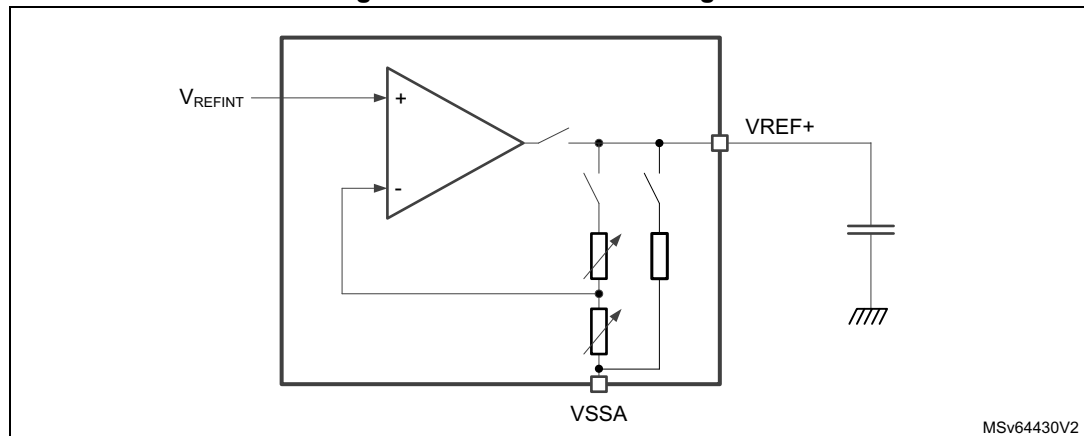 V_REFINT
+
VREF+
-
VSSA
MSv64430V2